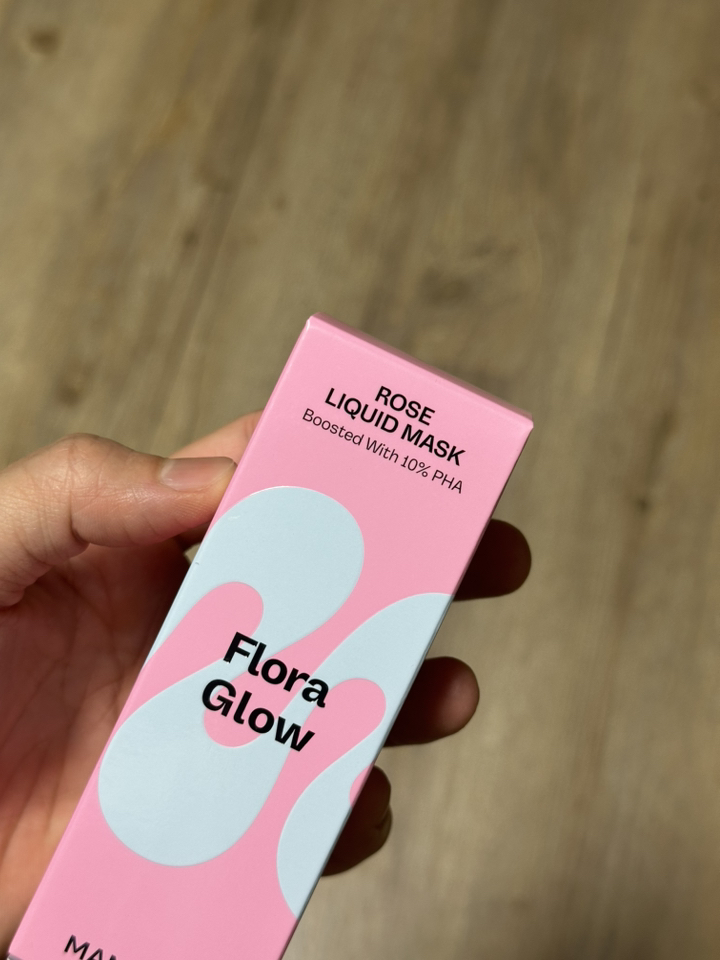 ROSE
LIQUID MASK
Boosted With 10% PHA
Flora
Glow